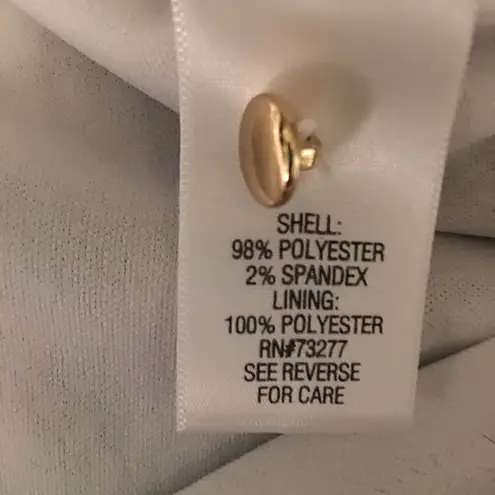 SHELL:
98% POLYESTER
2% SPANDEX
LINING:
100% POLYESTER
RN#73277
SEE REVERSE
FOR CARE